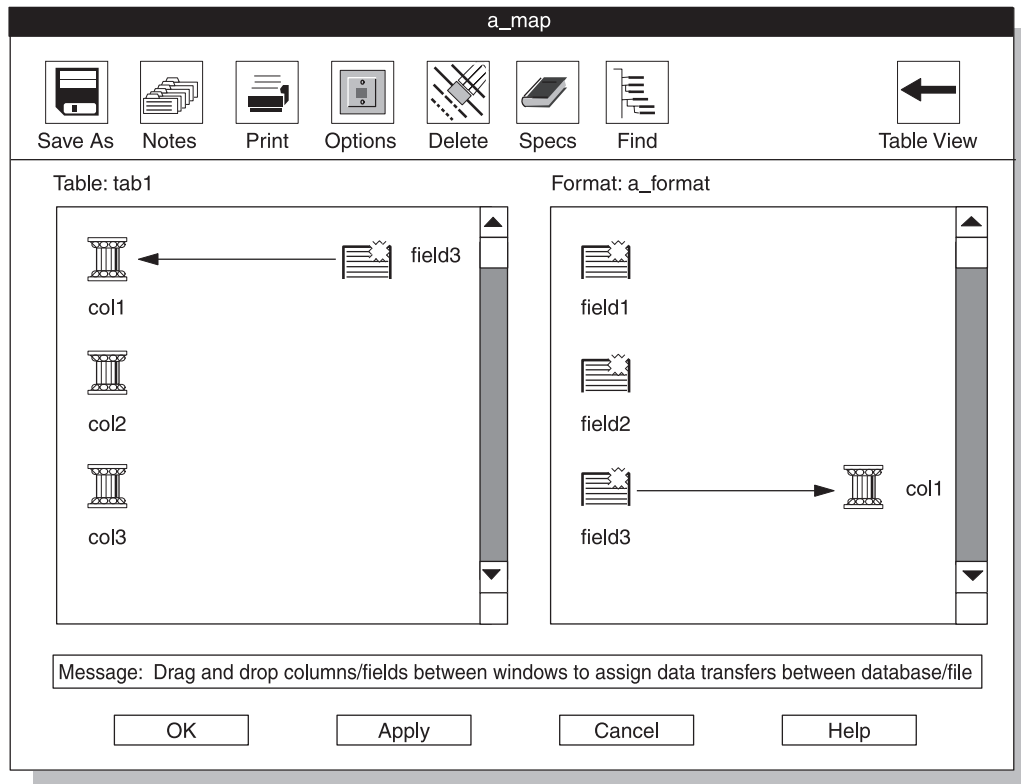 a_map
Save As Notes Print Options Delete Specs Find Table View
Table: tab1 Format: a_format
field3
col1 field1
col2 field2
col1
col3 field3
Message: Drag and drop columns/fields between windows to assign data transfers between database/file
OK Apply Cancel Help